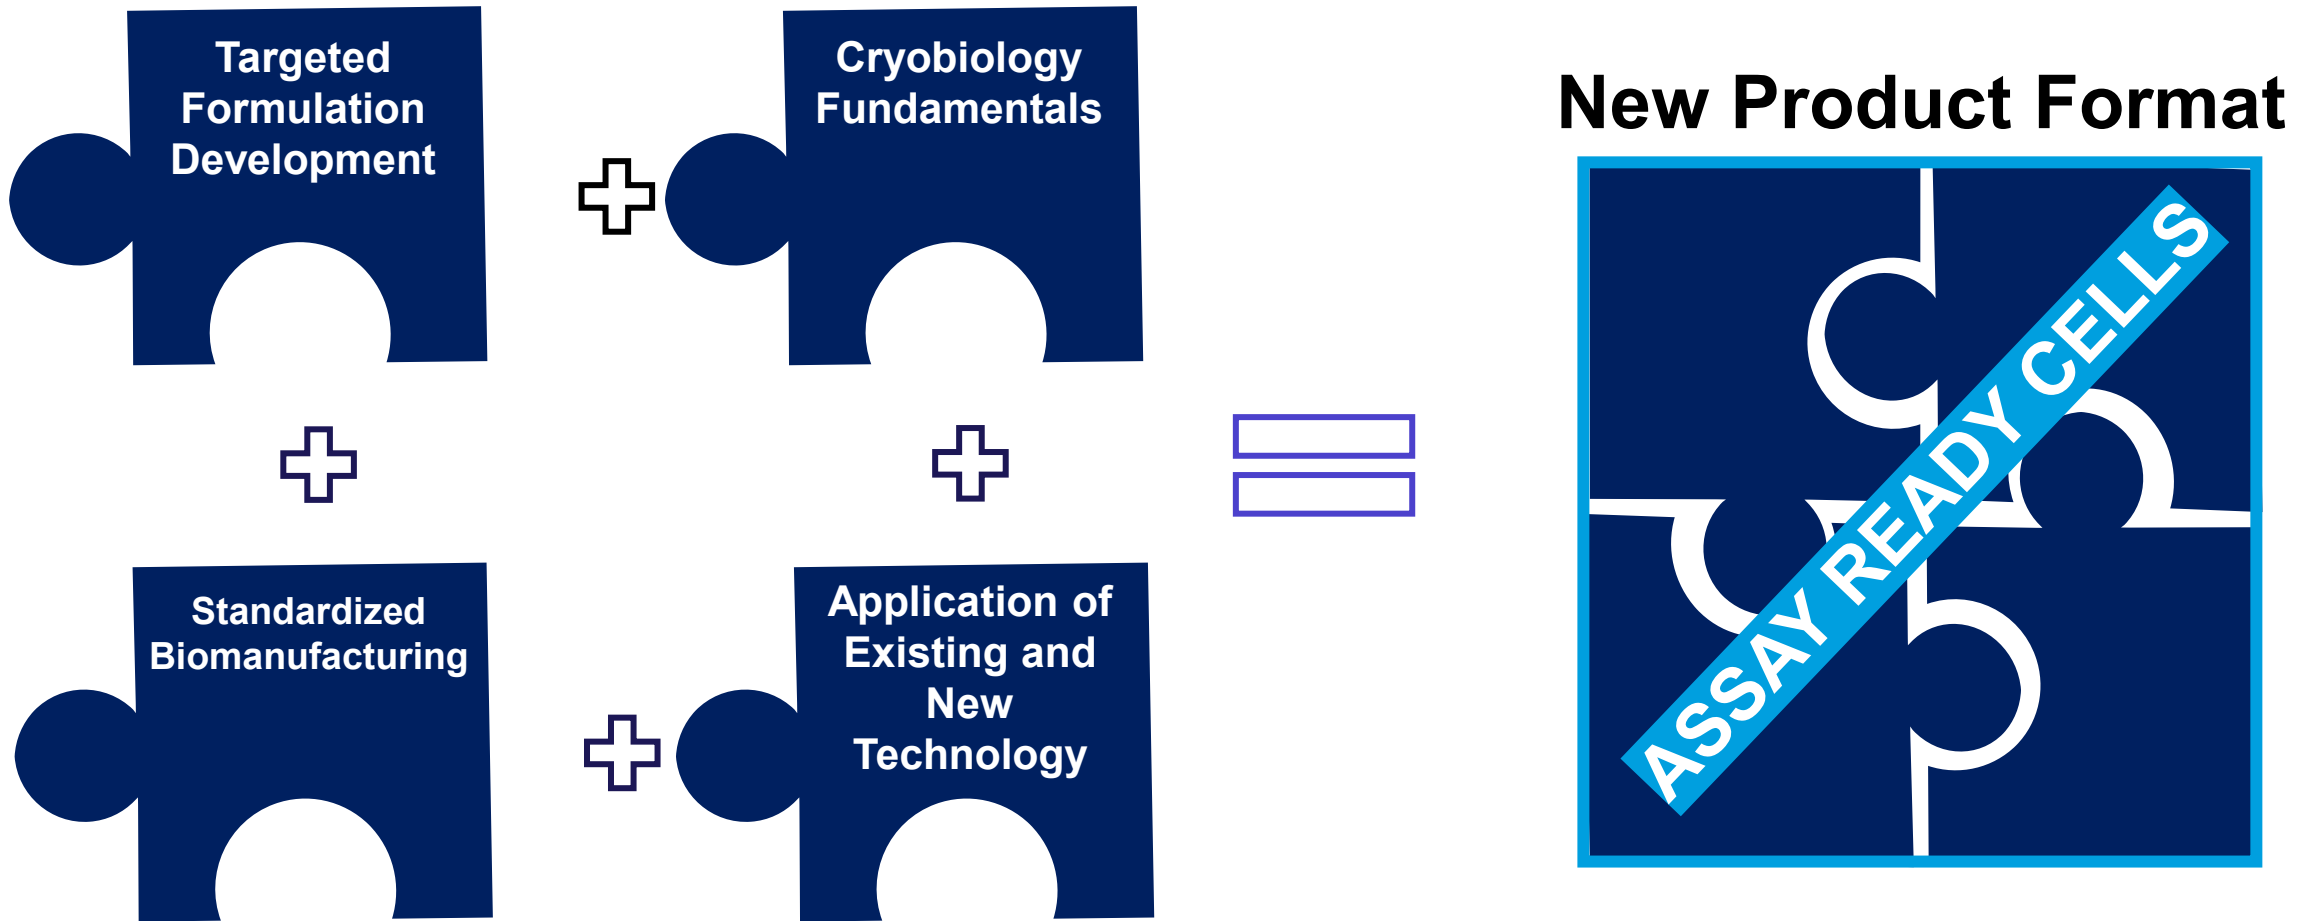 Targeted
Formulation
Development
Cryobiology
Fundamentals
Standardized
Biomanufacturing
Application of
Existing and
New
Technology
New Product Format
ASSAY READY CELLS